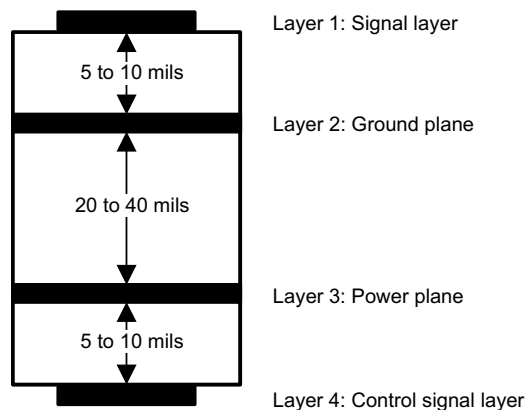 Layer 1: Signal layer
5 to 10 mils
Layer 2: Ground plane
20 to 40 mils
Layer 3: Power plane
5 to 10 mils
Layer 4: Control signal layer